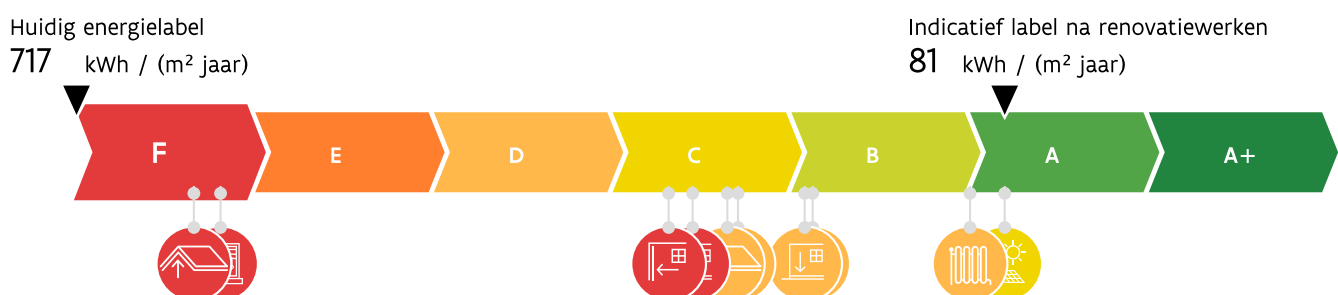 Huidig energielabel
717 kWh / (m² jaar)
Indicatief label na renovatiewerken
81 kWh / (m² jaar)
F E D C B A A+